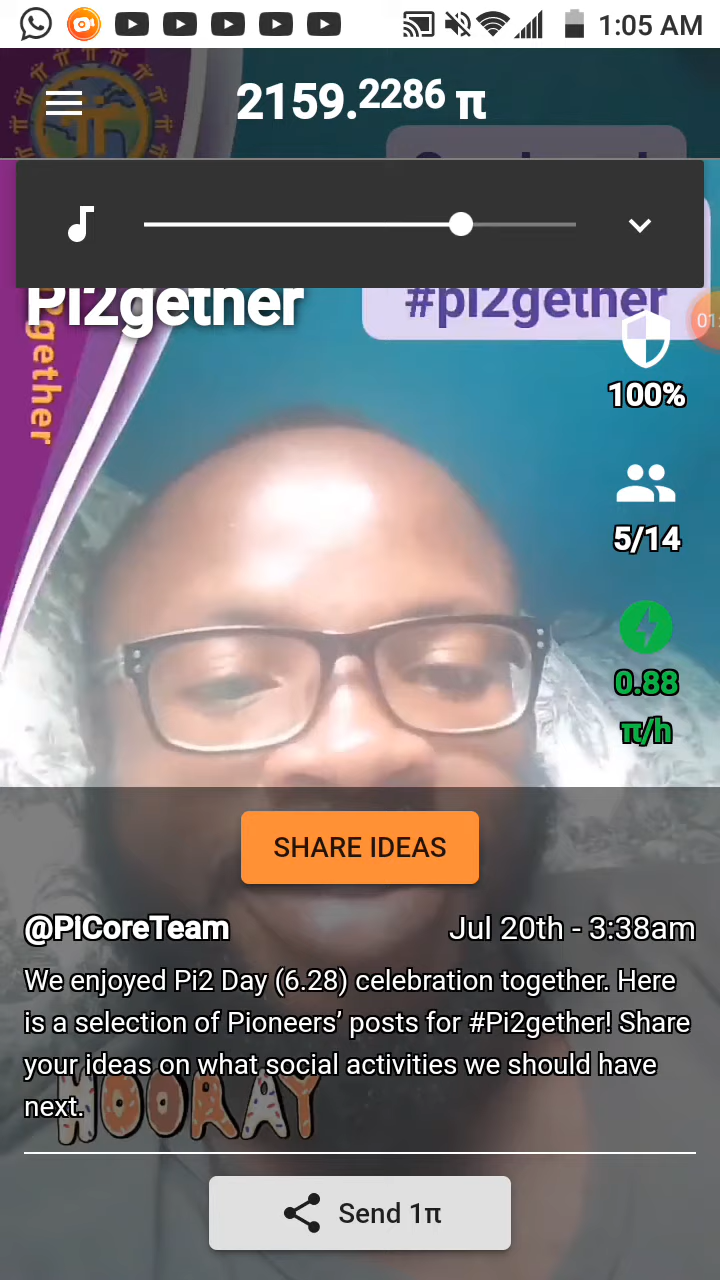 1:05 AM
2159.2286 π
Pi2gether
#pi2gether
2gether
01:
100%
5/14
0.88
π/h
SHARE IDEAS
@PiCoreTeam
Jul 20th - 3:38am
We enjoyed Pi2 Day (6.28) celebration together. Here
is a selection of Pioneers’ posts for #Pi2gether! Share
your ideas on what social activities we should have
next.
HOORAY
Send 1π